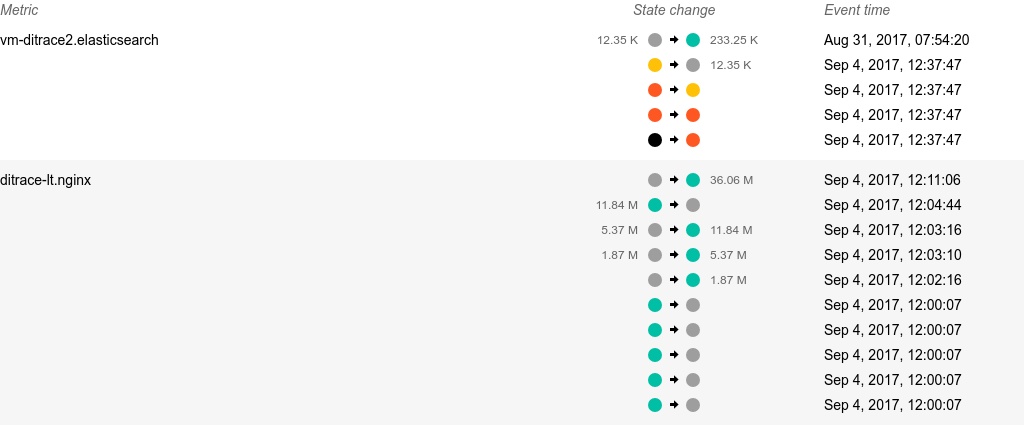 Metric State change Event time
vm-ditrace2.elasticsearch 12.35 K 233.25 K Aug 31, 2017, 07:54:20
12.35 K Sep 4, 2017, 12:37:47
Sep 4, 2017, 12:37:47
Sep 4, 2017, 12:37:47
Sep 4, 2017, 12:37:47
ditrace-lt.nginx 36.06 M Sep 4, 2017, 12:11:06
11.84 M Sep 4, 2017, 12:04:44
5.37 M 11.84 M Sep 4, 2017, 12:03:16
1.87 M 5.37 M Sep 4, 2017, 12:03:10
1.87 M Sep 4, 2017, 12:02:16
Sep 4, 2017, 12:00:07
Sep 4, 2017, 12:00:07
Sep 4, 2017, 12:00:07
Sep 4, 2017, 12:00:07
Sep 4, 2017, 12:00:07